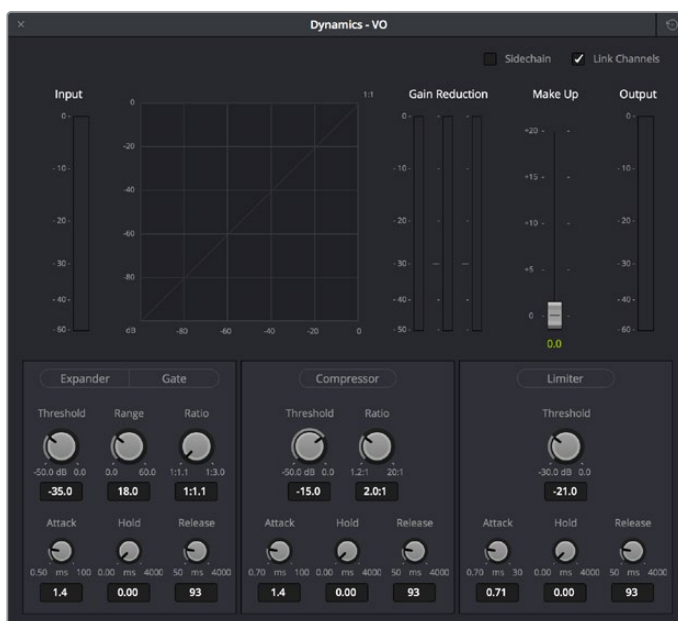 Dynamics - VO
Sidechain Link Channels
Input Gain Reduction Make Up Output
0 1:1 0 0
-20
-40
-60
-80
dB -80 -60 -40 -20 0
0
-10
-20
-30
-40
-60
0
-10
-20
-30
-40
-50
+20
+15
+10
+5
0
0.0
0
-10
-20
-30
-40
-60
Expander Gate
Threshold Range Ratio
-50.0 dB 0.0 0.0 60.0 1:1.1 1:3.0
-35.0 18.0 1:1.1
Attack Hold Release
0.50 ms 100 0.00 ms 4000 50 ms 4000
1.4 0.00 93
Compressor
Threshold Ratio
-50.0 dB 0.0 1.2:1 20:1
-15.0 2.0:1
Attack Hold Release
0.70 ms 100 0.00 ms 4000 50 ms 4000
1.4 0.00 93
Limiter
Threshold
-30.0 dB 0.0
-21.0
Attack Hold Release
0.70 ms 30 0.00 ms 4000 50 ms 4000
0.71 0.00 93